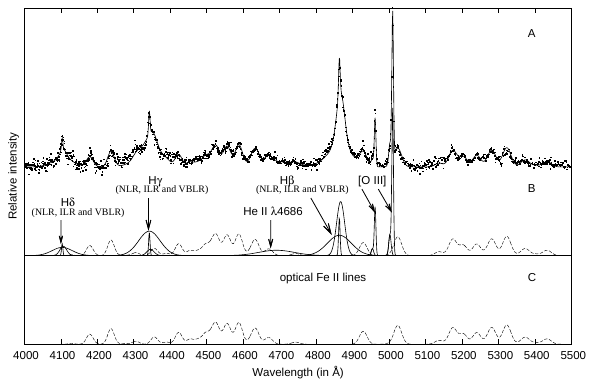 A
Relative intensity
Hγ
(NLR, ILR and VBLR)
Hβ
(NLR, ILR and VBLR)
[O III]
B
Hδ
(NLR, ILR and VBLR)
He II λ4686
optical Fe II lines
C
4000 4100 4200 4300 4400 4500 4600 4700 4800 4900 5000 5100 5200 5300 5400 5500
Wavelength (in Å)